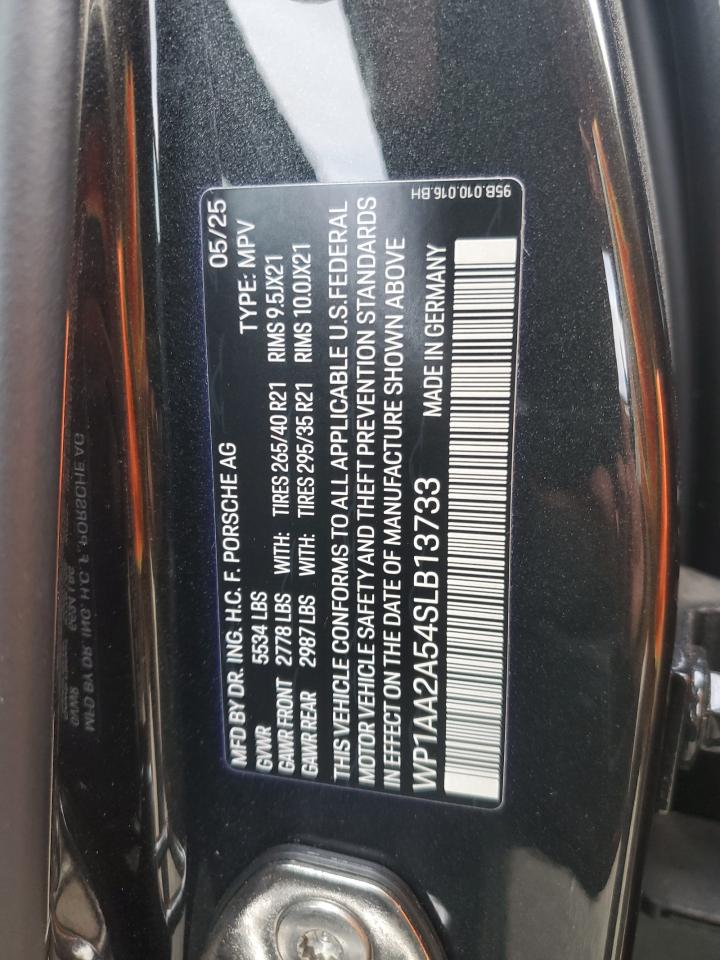 MFD BY DR. ING. H.C. F. PORSCHE AG 05/25
GVWR 5534 LBS TYPE: MPV
GAWR FRONT 2778 LBS WITH: TIRES 265/40 R21 RIMS 9.5JX21
GAWR REAR 2987 LBS WITH: TIRES 295/35 R21 RIMS 10.0JX21
THIS VEHICLE CONFORMS TO ALL APPLICABLE U.S.FEDERAL
MOTOR VEHICLE SAFETY AND THEFT PREVENTION STANDARDS
IN EFFECT ON THE DATE OF MANUFACTURE SHOWN ABOVE
WP1AA2A54SLB13733 MADE IN GERMANY
95B.010.016.BH